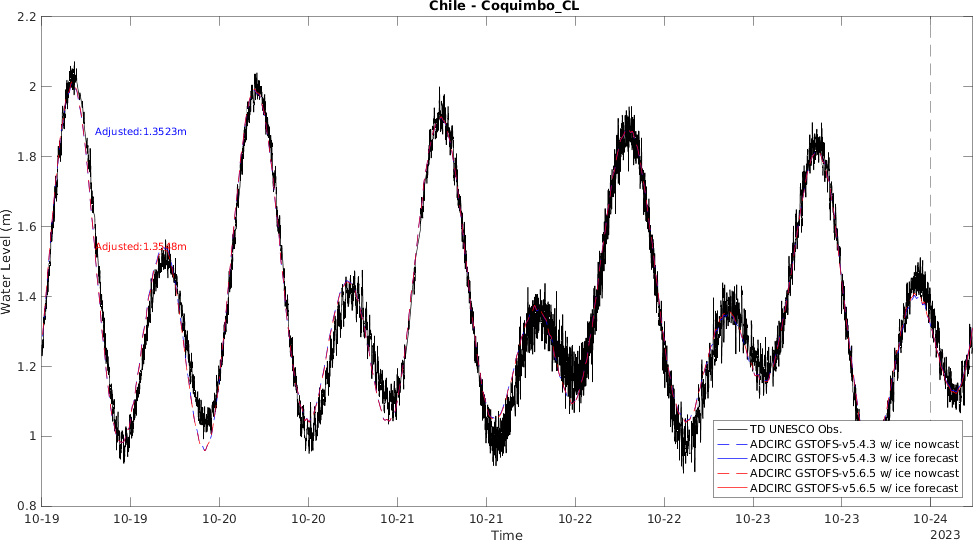 Chile - Coquimbo_CL
2.2
2
1.8
1.6
1.4
1.2
1
0.8
Water Level (m)
Adjusted:1.3523m
TD UNESCO Obs.
ADCIRC GSTOFS-v5.4.3 w/ ice nowcast
ADCIRC GSTOFS-v5.4.3 w/ ice forecast
ADCIRC GSTOFS-v5.6.5 w/ ice nowcast
ADCIRC GSTOFS-v5.6.5 w/ ice forecast
10-19 10-19 10-20 10-20 10-21 10-21 10-22 10-22 10-23 10-23 10-24
Time
2023